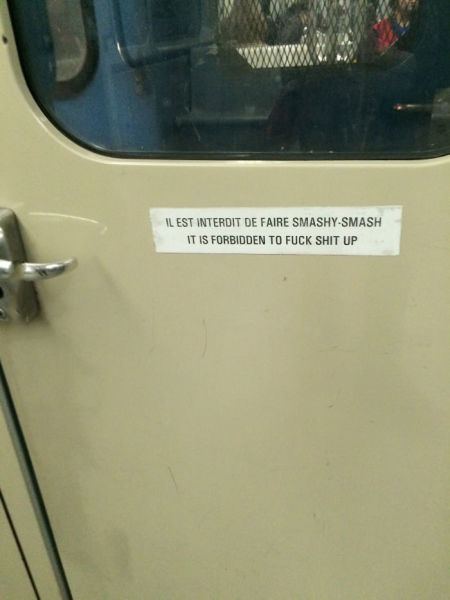 IL EST INTERDIT DE FAIRE SMASHY-SMASH
IT IS FORBIDDEN TO FUCK SHIT UP